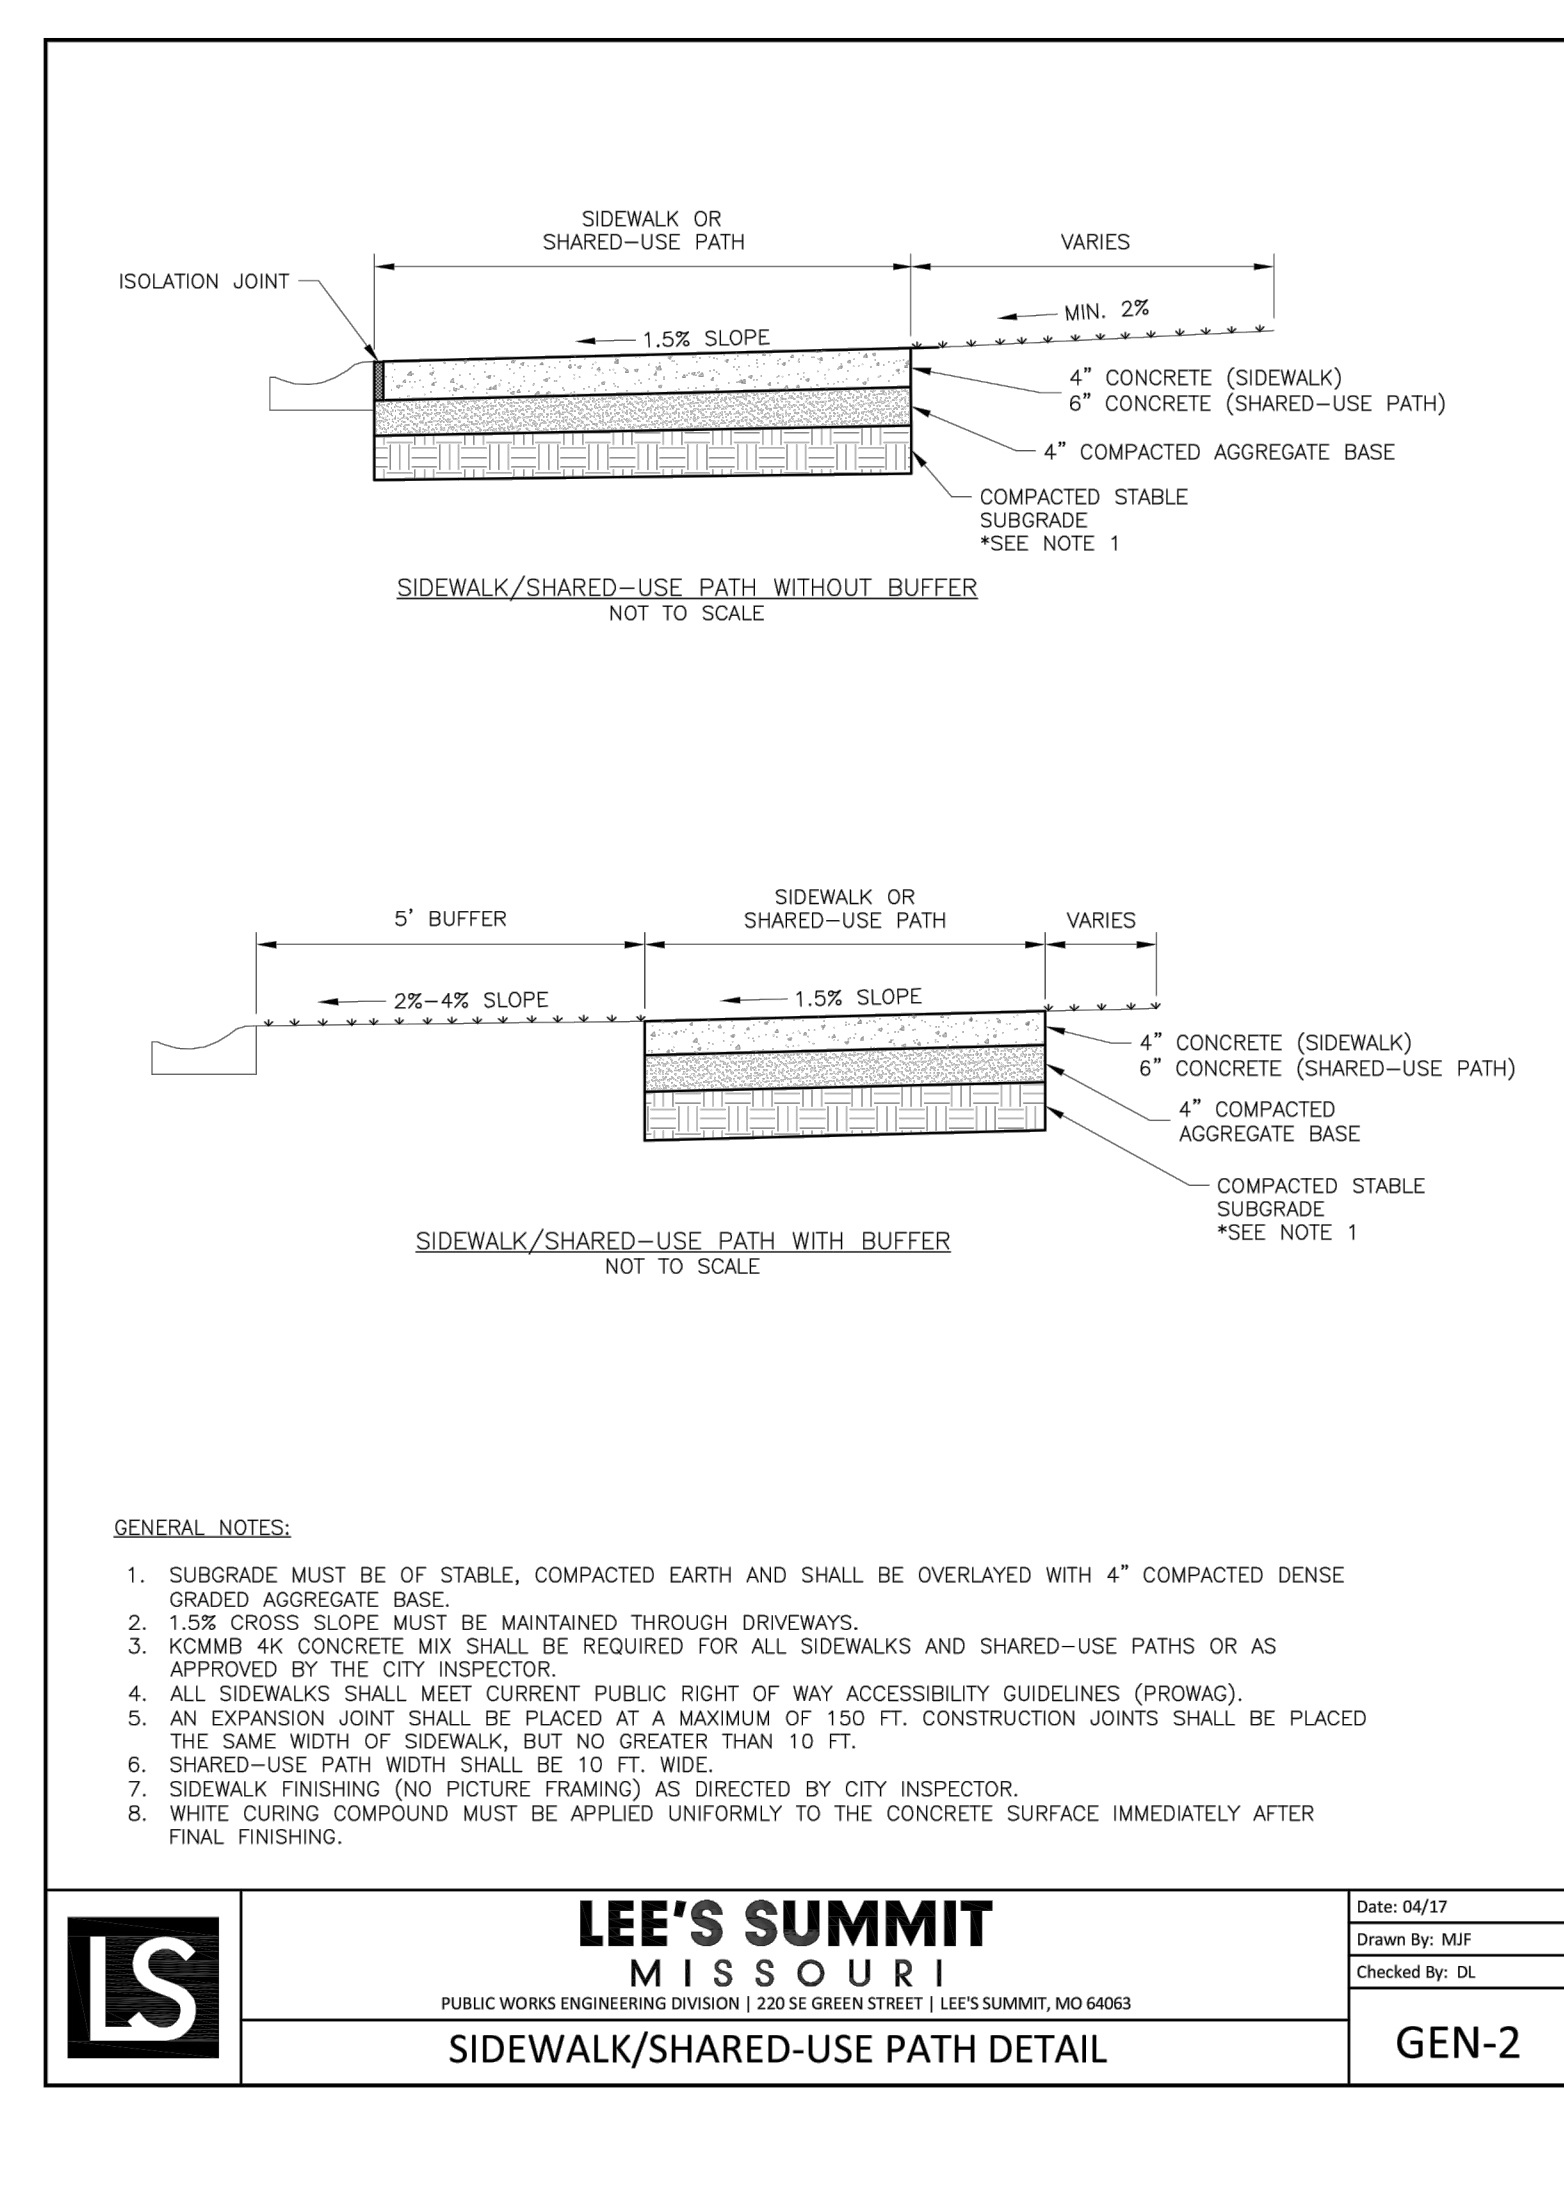 SIDEWALK OR
SHARED-USE PATH
VARIES
ISOLATION JOINT
MIN. 2%
1.5% SLOPE
4" CONCRETE (SIDEWALK)
6" CONCRETE (SHARED-USE PATH)
4" COMPACTED AGGREGATE BASE
COMPACTED STABLE
SUBGRADE
*SEE NOTE 1
SIDEWALK/SHARED-USE PATH WITHOUT BUFFER
NOT TO SCALE
5' BUFFER
SIDEWALK OR
SHARED-USE PATH
VARIES
2%-4% SLOPE
1.5% SLOPE
4" CONCRETE (SIDEWALK)
6" CONCRETE (SHARED-USE PATH)
4" COMPACTED
AGGREGATE BASE
COMPACTED STABLE
SUBGRADE
*SEE NOTE 1
SIDEWALK/SHARED-USE PATH WITH BUFFER
NOT TO SCALE
GENERAL NOTES:
1. SUBGRADE MUST BE OF STABLE, COMPACTED EARTH AND SHALL BE OVERLAYED WITH 4" COMPACTED DENSE
GRADED AGGREGATE BASE.
2. 1.5% CROSS SLOPE MUST BE MAINTAINED THROUGH DRIVEWAYS.
3. KCMMB 4K CONCRETE MIX SHALL BE REQUIRED FOR ALL SIDEWALKS AND SHARED-USE PATHS OR AS
APPROVED BY THE CITY INSPECTOR.
4. ALL SIDEWALKS SHALL MEET CURRENT PUBLIC RIGHT OF WAY ACCESSIBILITY GUIDELINES (PROWAG).
5. AN EXPANSION JOINT SHALL BE PLACED AT A MAXIMUM OF 150 FT. CONSTRUCTION JOINTS SHALL BE PLACED
THE SAME WIDTH OF SIDEWALK, BUT NO GREATER THAN 10 FT.
6. SHARED-USE PATH WIDTH SHALL BE 10 FT. WIDE.
7. SIDEWALK FINISHING (NO PICTURE FRAMING) AS DIRECTED BY CITY INSPECTOR.
8. WHITE CURING COMPOUND MUST BE APPLIED UNIFORMLY TO THE CONCRETE SURFACE IMMEDIATELY AFTER
FINAL FINISHING.
LS
LEE'S SUMMIT
MISSOURI
PUBLIC WORKS ENGINEERING DIVISION | 220 SE GREEN STREET | LEE'S SUMMIT, MO 64063
SIDEWALK/SHARED-USE PATH DETAIL
Date: 04/17
Drawn By: MJF
Checked By: DL
GEN-2